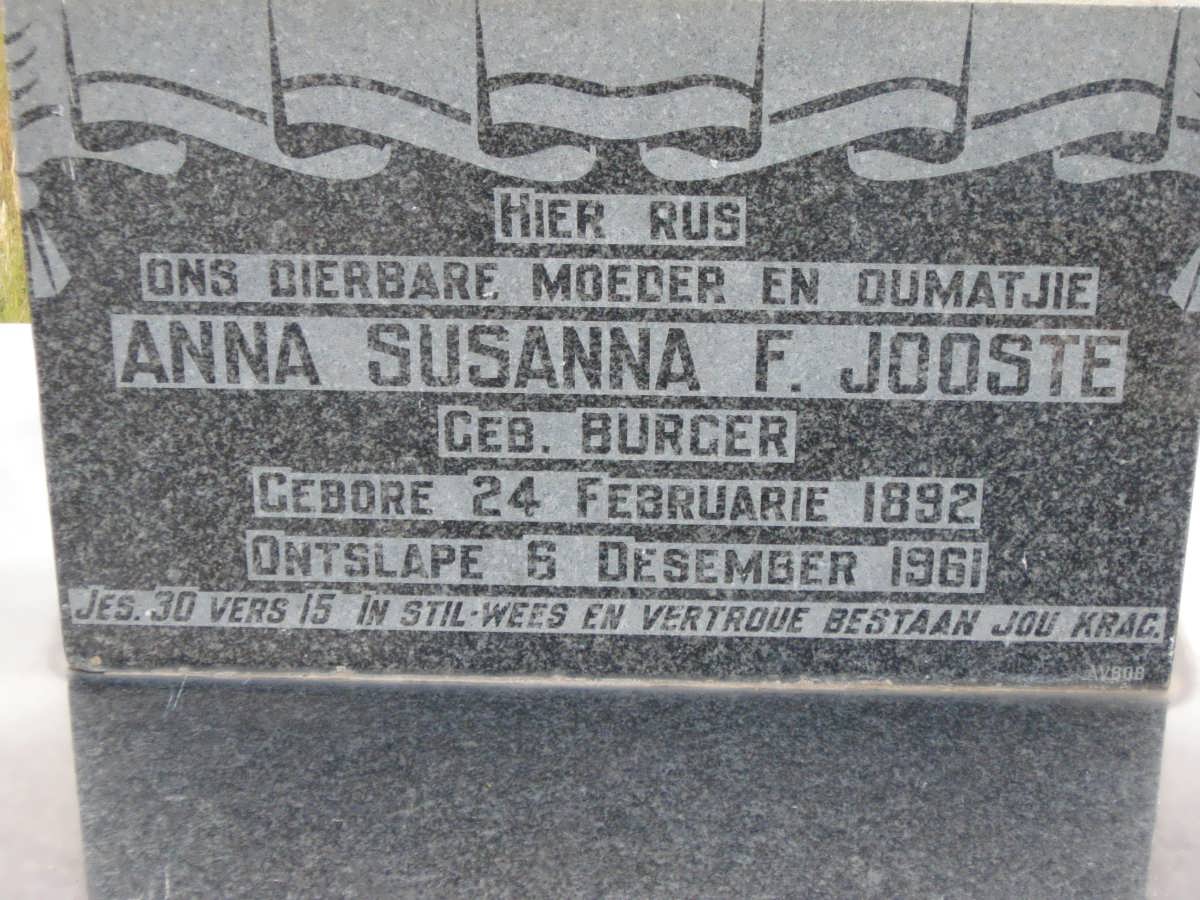 HIER RUS
ONS DIERBARE MOEDER EN OUMATJIE
ANNA SUSANNA F. JOOSTE
GEB. BURGER
GEBORE 24 FEBRUARIE 1892
ONTSLAPE 6 DESEMBER 1961
JES. 30 VERS 15 IN STIL-WEES EN VERTROUE BESTAAN JOU KRAG.
AVBOB